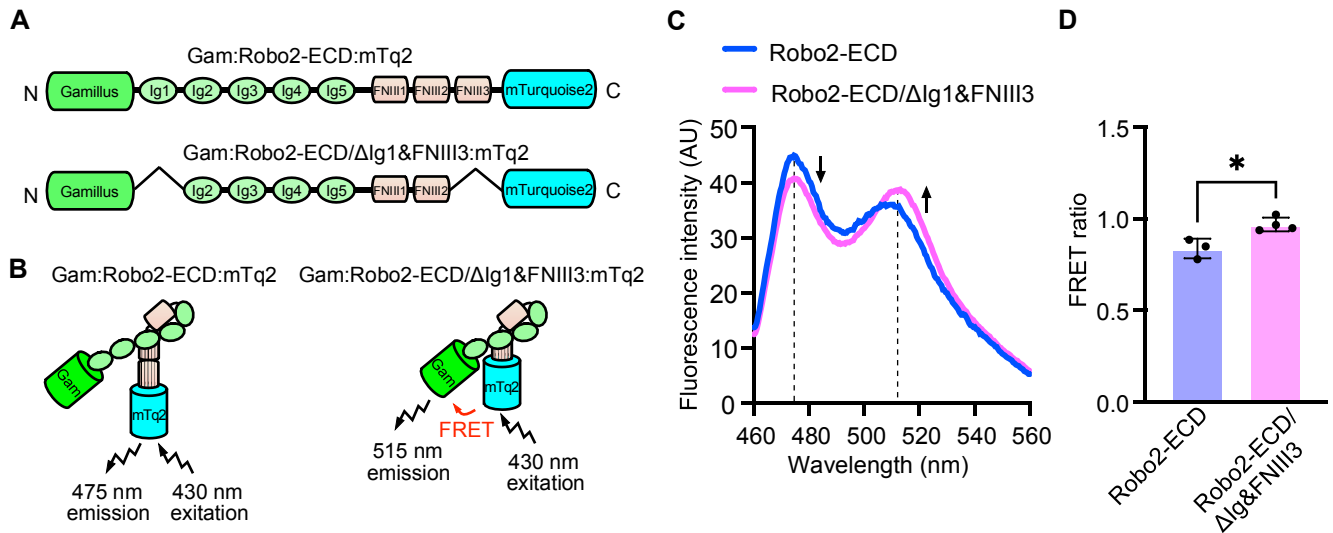 A
Gam:Robo2-ECD:mTq2
N Gamillus Ig1 Ig2 Ig3 Ig4 Ig5 FNIII1 FNIII2 FNIII3 mTurquoise2 C
Gam:Robo2-ECD/ΔIg1&FNIII3:mTq2
N Gamillus Ig2 Ig3 Ig4 Ig5 FNIII1 FNIII2 mTurquoise2 C
B
Gam:Robo2-ECD:mTq2
Gam
mTq2
475 nm
emission
430 nm
exitation
Gam:Robo2-ECD/ΔIg1&FNIII3:mTq2
Gam
mTq2
FRET
515 nm
emission
430 nm
exitation
C
Robo2-ECD
Robo2-ECD/ΔIg1&FNIII3
Fluorescence intensity (AU)
50
40
30
20
10
0
460 480 500 520 540 560
Wavelength (nm)
D
FRET ratio
1.5
1.0
0.5
0.0
*
Robo2-ECD
Robo2-ECD/
ΔIg&FNIII3